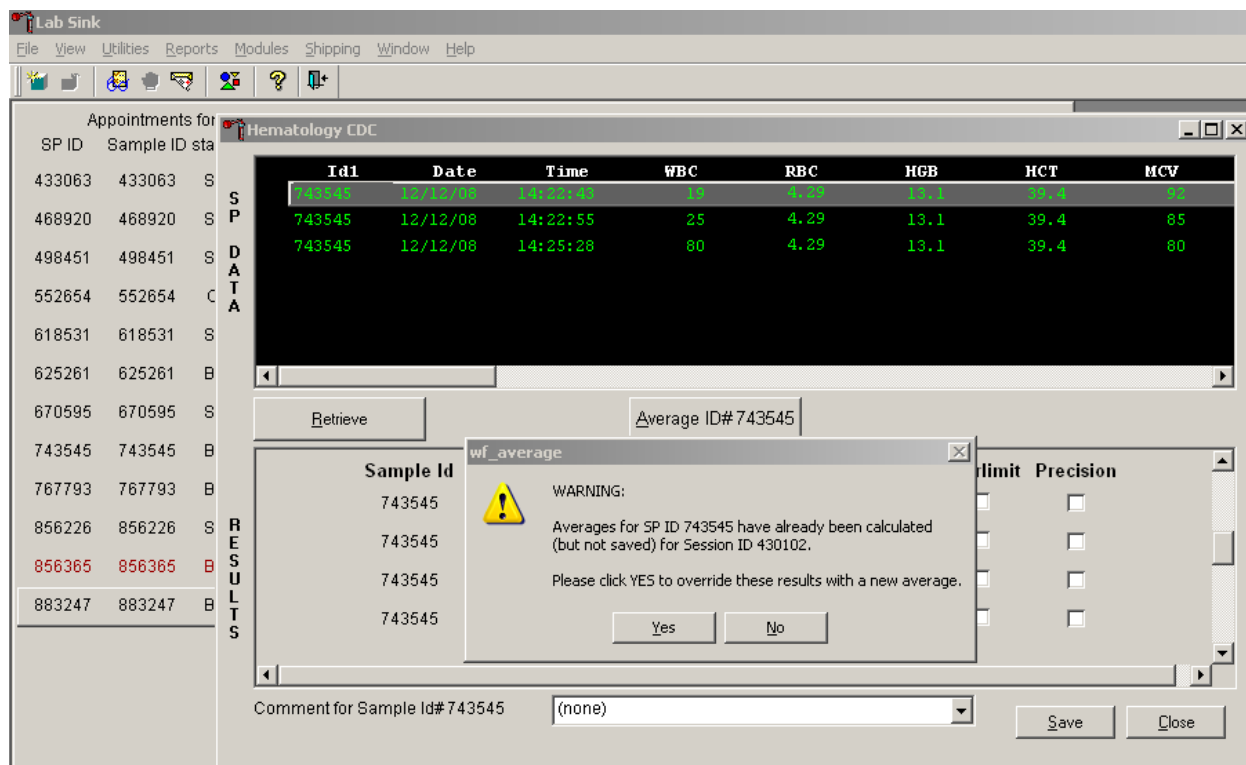 Lab Sink
File View Utilities Reports Modules Shipping Window Help
Appointments for
SP ID Sample ID sta
433063 433063 S
468920 468920 S
498451 498451 S
552654 552654
618531 618531 S
625261 625261 B
670595 670595 S
743545 743545 B
767793 767793 B
856226 856226 S
856365 856365 B
883247 883247 B
Hematology CDC
SP DATA
Id1 Date Time WBC RBC HGB HCT MCV
743545 12/12/08 14:22:43 19 4.29 13.1 39.4 92
743545 12/12/08 14:22:55 25 4.29 13.1 39.4 85
743545 12/12/08 14:25:28 80 4.29 13.1 39.4 80
Retrieve Average ID# 743545
RESULTS
Sample Id rlimit Precision
743545
743545
743545
743545
wf_average
WARNING:
Averages for SP ID 743545 have already been calculated
(but not saved) for Session ID 430102.
Please click YES to override these results with a new average.
Yes No
Comment for Sample Id# 743545 (none)
Save Close